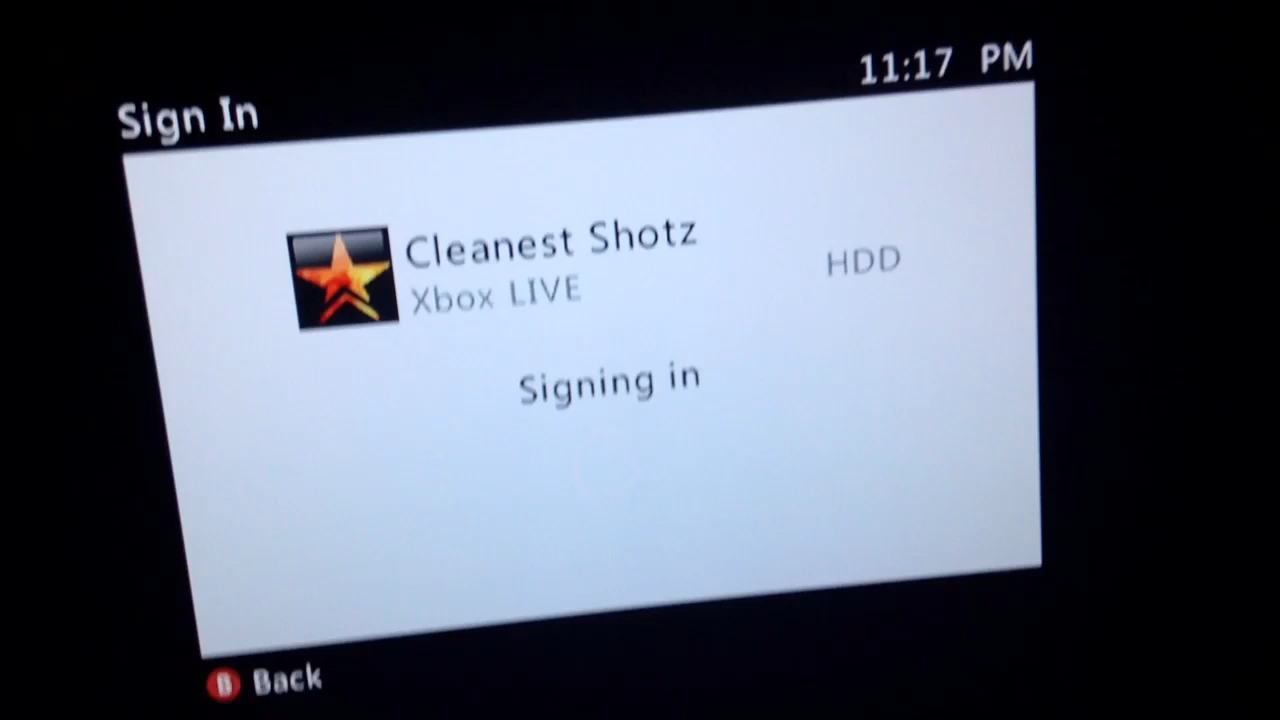 11:17 PM
Sign In
Cleanest Shotz
Xbox LIVE
HDD
Signing in
B Back